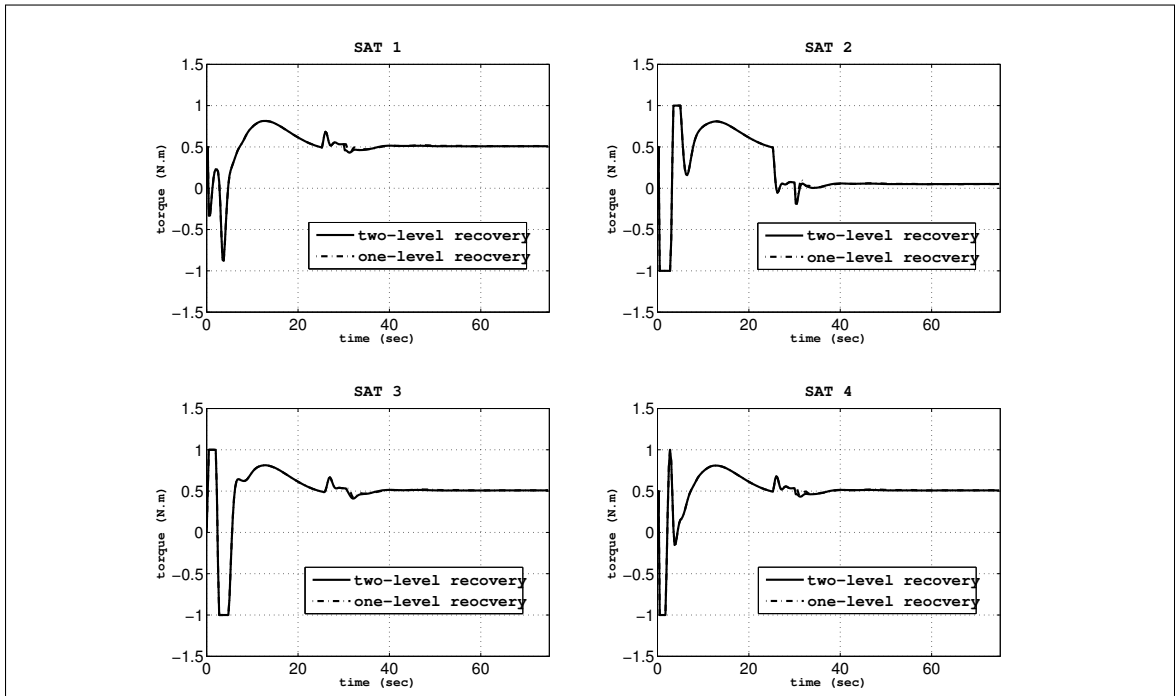 SAT 1
1.5
1
0.5
0
−0.5
−1
−1.5
torque (N.m)
two-level recovery
one-level reocvery
0 20 40 60
time (sec)
SAT 2
1.5
1
0.5
0
−0.5
−1
−1.5
torque (N.m)
two-level recovery
one-level reocvery
0 20 40 60
time (sec)
SAT 3
1.5
1
0.5
0
−0.5
−1
−1.5
torque (N.m)
two-level recovery
one-level reocvery
0 20 40 60
time (sec)
SAT 4
1.5
1
0.5
0
−0.5
−1
−1.5
torque (N.m)
two-level recovery
one-level reocvery
0 20 40 60
time (sec)